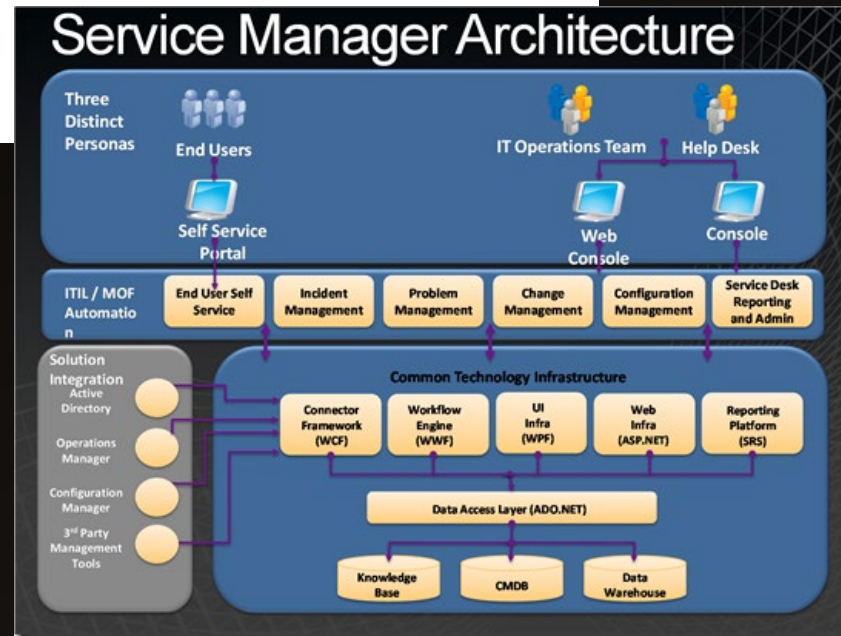 Service Manager Architecture
Three
Distinct
Personas
End Users
IT Operations Team
Help Desk
Self Service
Portal
Web
Console
Console
ITIL / MOF
Automatio
n
End User Self
Service
Incident
Management
Problem
Management
Change
Management
Configuration
Management
Service Desk
Reporting
and Admin
Solution
Integration
Active
Directory
Operations
Manager
Configuration
Manager
3rd Party
Management
Tools
Common Technology Infrastructure
Connector
Framework
(WCF)
Workflow
Engine
(WWF)
UI
Infra
(WPF)
Web
Infra
(ASP.NET)
Reporting
Platform
(SRS)
Data Access Layer (ADO.NET)
Knowledge
Base
CMDB
Data
Warehouse